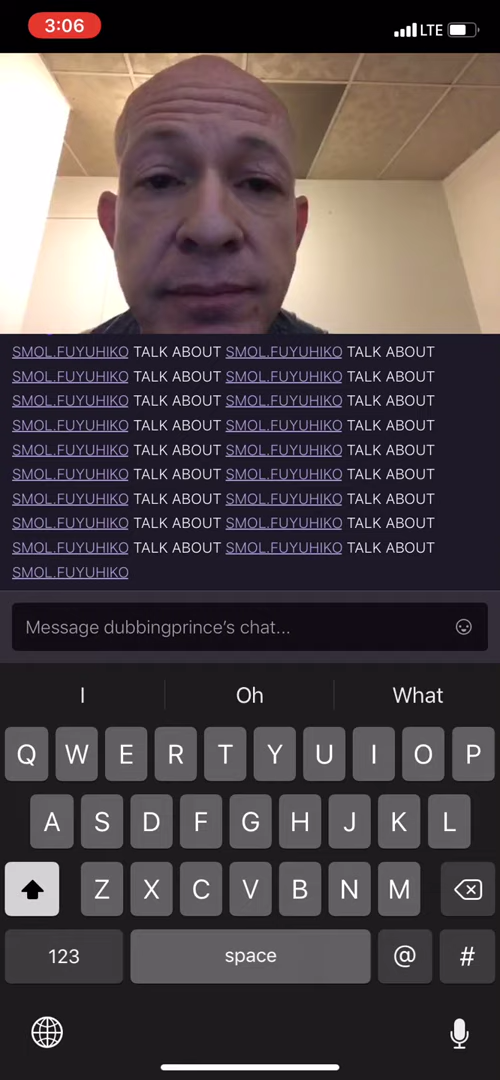 3:06
LTE
SMOL.FUYUHIKO TALK ABOUT SMOL.FUYUHIKO TALK ABOUT
SMOL.FUYUHIKO TALK ABOUT SMOL.FUYUHIKO TALK ABOUT
SMOL.FUYUHIKO TALK ABOUT SMOL.FUYUHIKO TALK ABOUT
SMOL.FUYUHIKO TALK ABOUT SMOL.FUYUHIKO TALK ABOUT
SMOL.FUYUHIKO TALK ABOUT SMOL.FUYUHIKO TALK ABOUT
SMOL.FUYUHIKO TALK ABOUT SMOL.FUYUHIKO TALK ABOUT
SMOL.FUYUHIKO TALK ABOUT SMOL.FUYUHIKO TALK ABOUT
SMOL.FUYUHIKO TALK ABOUT SMOL.FUYUHIKO TALK ABOUT
SMOL.FUYUHIKO TALK ABOUT SMOL.FUYUHIKO TALK ABOUT
SMOL.FUYUHIKO
Message dubbingprince’s chat...
I Oh What
Q W E R T Y U I O P
A S D F G H J K L
Z X C V B N M
123 space @ #